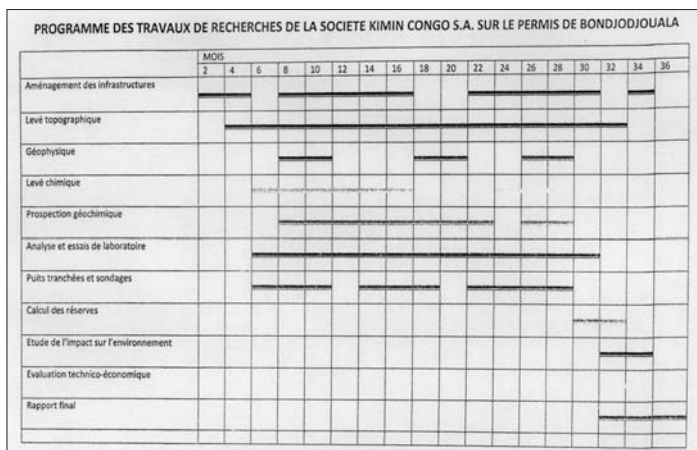 PROGRAMME DES TRAVAUX DE RECHERCHES DE LA SOCIETE KIMIN CONGO S.A. SUR LE PERMIS DE BONDJODJOUALA
MOIS
2 4 6 8 10 12 14 16 18 20 22 24 26 28 30 32 34 36
Aménagement des infrastructures
Levé topographique
Géophysique
Levé chimique
Prospection géochimique
Analyse et essais de laboratoire
Puits tranchées et sondages
Calcul des réserves
Etude de l'impact sur l'environnement
Evaluation technico-économique
Rapport final